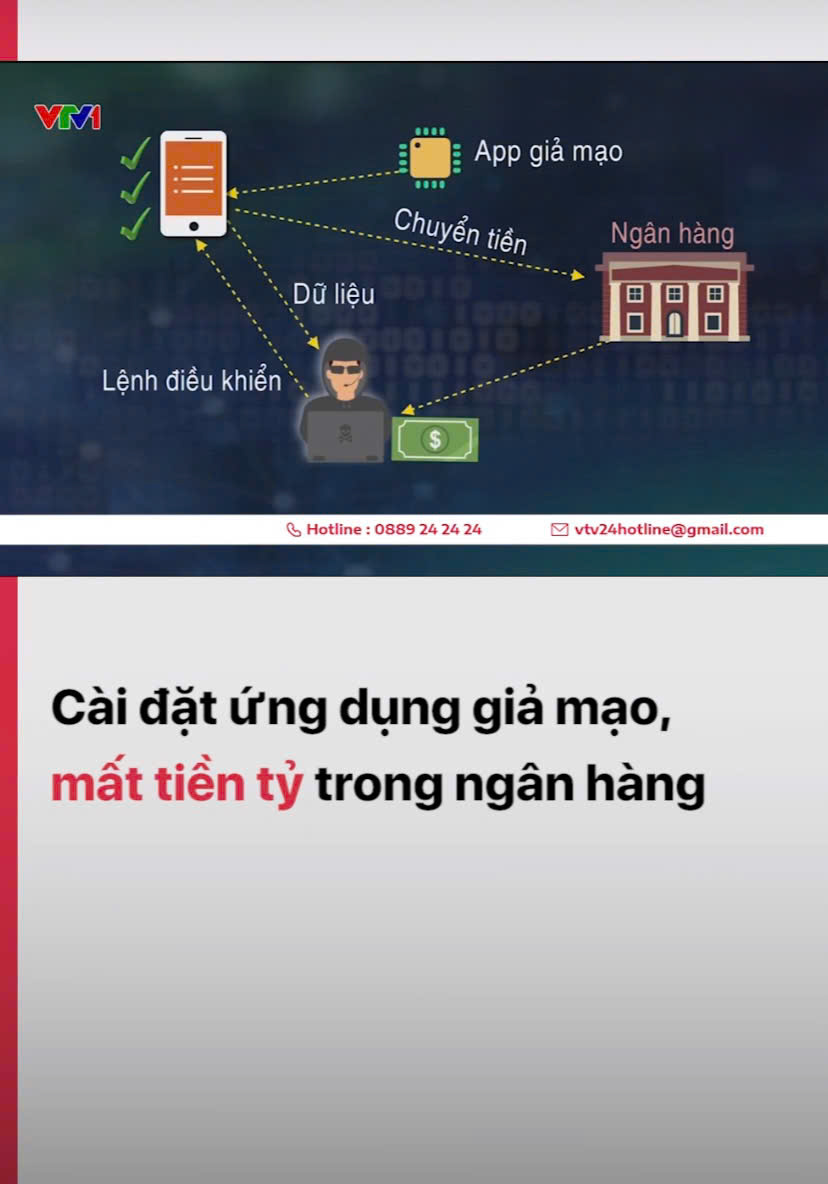 VTV1
App giả mạo
Chuyển tiền
Ngân hàng
Dữ liệu
Lệnh điều khiển
$
Hotline : 0889 24 24 24
vtv24hotline@gmail.com
Cài đặt ứng dụng giả mạo,
mất tiền tỷ trong ngân hàng